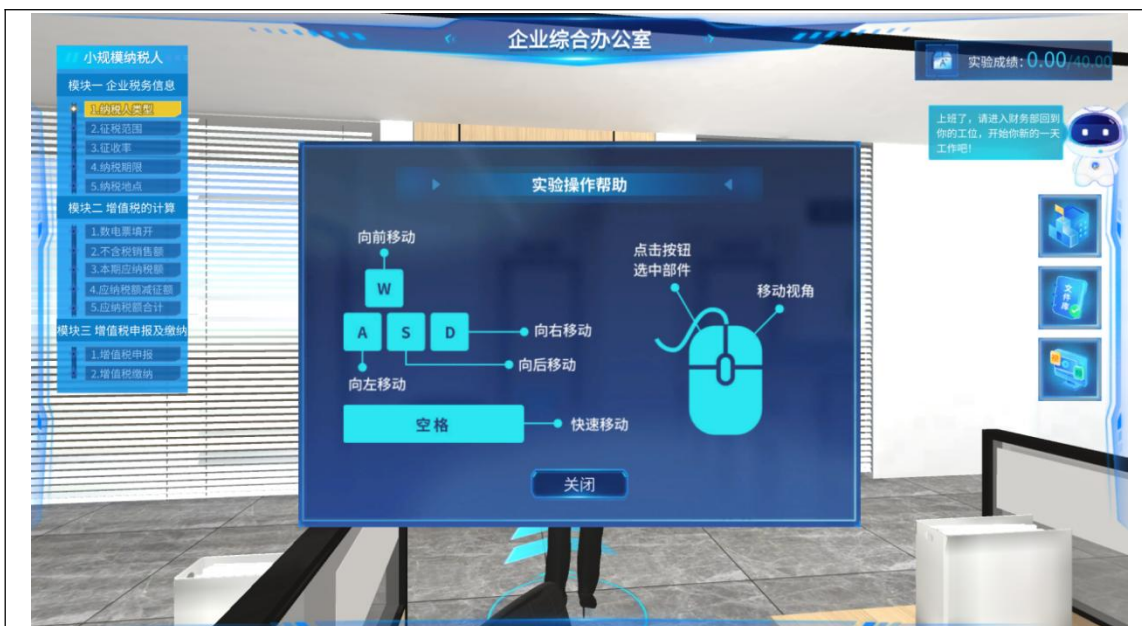 企业综合办公室
小规模纳税人
模块一 企业税务信息
1.纳税人类型
2.征税范围
3.征收率
4.纳税期限
5.纳税地点
模块二 增值税的计算
1.数电票填开
2.不含税销售额
3.本期应纳税额
4.应纳税额减征额
5.应纳税额合计
模块三 增值税申报及缴纳
1.增值税申报
2.增值税缴纳
实验成绩：0.00/40.00
上班了，请进入财务部回到
你的工位，开始你新的一天
工作吧！
文件库
实验操作帮助
向前移动
W
A S D
向右移动
向后移动
向左移动
空格
快速移动
点击按钮
选中部件
移动视角
关闭